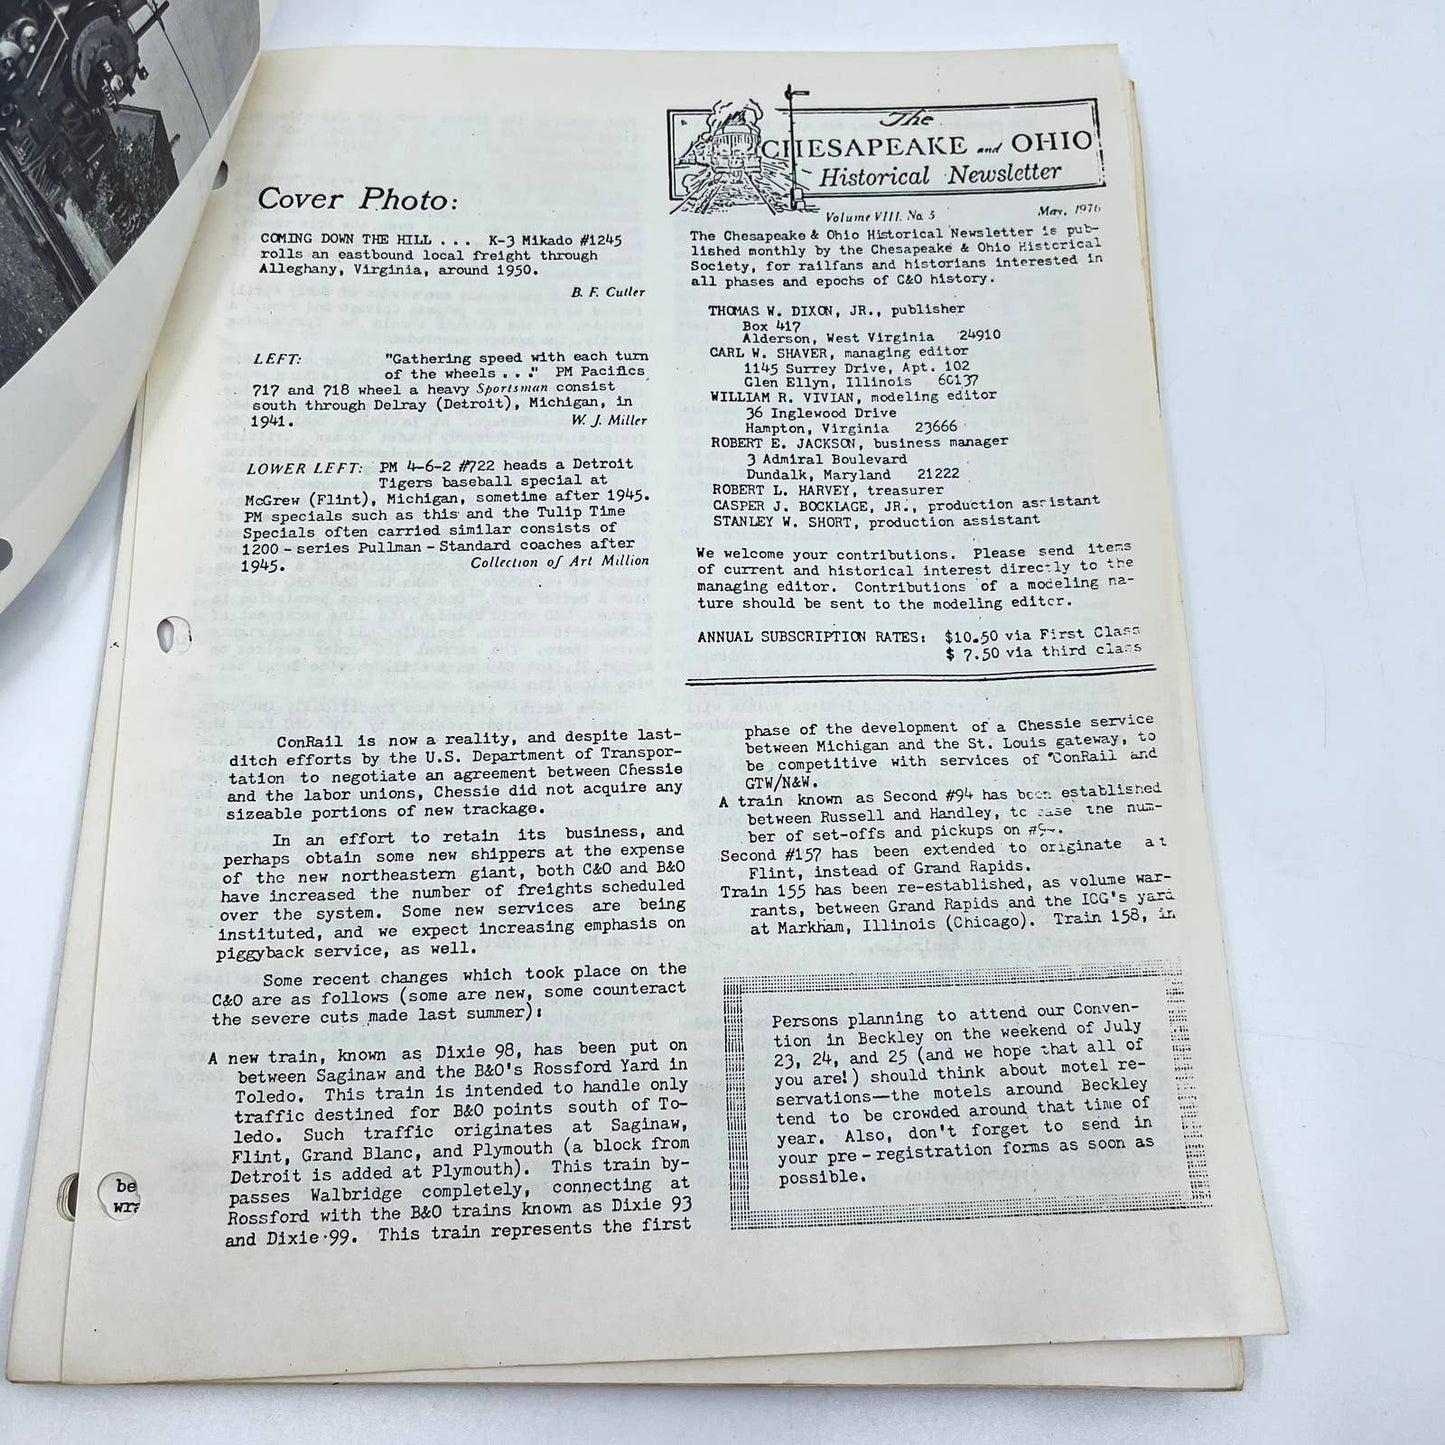 Cover Photo:
COMING DOWN THE HILL . . . K-3 Mikado #1245
rolls an eastbound local freight through
Alleghany, Virginia, around 1950.
B. F. Cutler
LEFT: "Gathering speed with each turn
of the wheels . . ." PM Pacifics
717 and 718 wheel a heavy Sportsman consist
south through Delray (Detroit), Michigan, in
1941. W. J. Miller
LOWER LEFT: PM 4-6-2 #722 heads a Detroit
Tigers baseball special at
McGrew (Flint), Michigan, sometime after 1945.
PM specials such as this and the Tulip Time
Specials often carried similar consists of
1200-series Pullman-Standard coaches after
1945. Collection of Art Million
The
CHESAPEAKE and OHIO
Historical Newsletter
Volume VIII, No. 5 May, 1976
The Chesapeake & Ohio Historical Newsletter is pub-
lished monthly by the Chesapeake & Ohio Historical
Society, for railfans and historians interested in
all phases and epochs of C&O history.
THOMAS W. DIXON, JR., publisher
Box 417
Alderson, West Virginia 24910
CARL W. SHAVER, managing editor
1145 Surrey Drive, Apt. 102
Glen Ellyn, Illinois 60137
WILLIAM R. VIVIAN, modeling editor
36 Inglewood Drive
Hampton, Virginia 23666
ROBERT E. JACKSON, business manager
3 Admiral Boulevard
Dundalk, Maryland 21222
ROBERT L. HARVEY, treasurer
CASPER J. BOCKLAGE, JR., production assistant
STANLEY W. SHORT, production assistant
We welcome your contributions. Please send items
of current and historical interest directly to the
managing editor. Contributions of a modeling na-
ture should be sent to the modeling editor.
ANNUAL SUBSCRIPTION RATES: $10.50 via First Class
$ 7.50 via third class
ConRail is now a reality, and despite last-
ditch efforts by the U.S. Department of Transpor-
tation to negotiate an agreement between Chessie
and the labor unions, Chessie did not acquire any
sizeable portions of new trackage.
In an effort to retain its business, and
perhaps obtain some new shippers at the expense
of the new northeastern giant, both C&O and B&O
have increased the number of freights scheduled
over the system. Some new services are being
instituted, and we expect increasing emphasis on
piggyback service, as well.
Some recent changes which took place on the
C&O are as follows (some are new, some counteract
the severe cuts made last summer):
A new train, known as Dixie 98, has been put on
between Saginaw and the B&O's Rossford Yard in
Toledo. This train is intended to handle only
traffic destined for B&O points south of To-
ledo. Such traffic originates at Saginaw,
Flint, Grand Blanc, and Plymouth (a block from
Detroit is added at Plymouth). This train by-
passes Walbridge completely, connecting at
Rossford with the B&O trains known as Dixie 93
and Dixie 99. This train represents the first
phase of the development of a Chessie service
between Michigan and the St. Louis gateway, to
be competitive with services of ConRail and
GTW/N&W.
A train known as Second #94 has been established
between Russell and Handley, to ease the num-
ber of set-offs and pickups on #94.
Second #157 has been extended to originate at
Flint, instead of Grand Rapids.
Train 155 has been re-established, as volume war-
rants, between Grand Rapids and the ICG's yard
at Markham, Illinois (Chicago). Train 158, in
Persons planning to attend our Conven-
tion in Beckley on the weekend of July
23, 24, and 25 (and we hope that all of
you are!) should think about motel re-
servations—the motels around Beckley
tend to be crowded around that time of
year. Also, don't forget to send in
your pre-registration forms as soon as
possible.
be